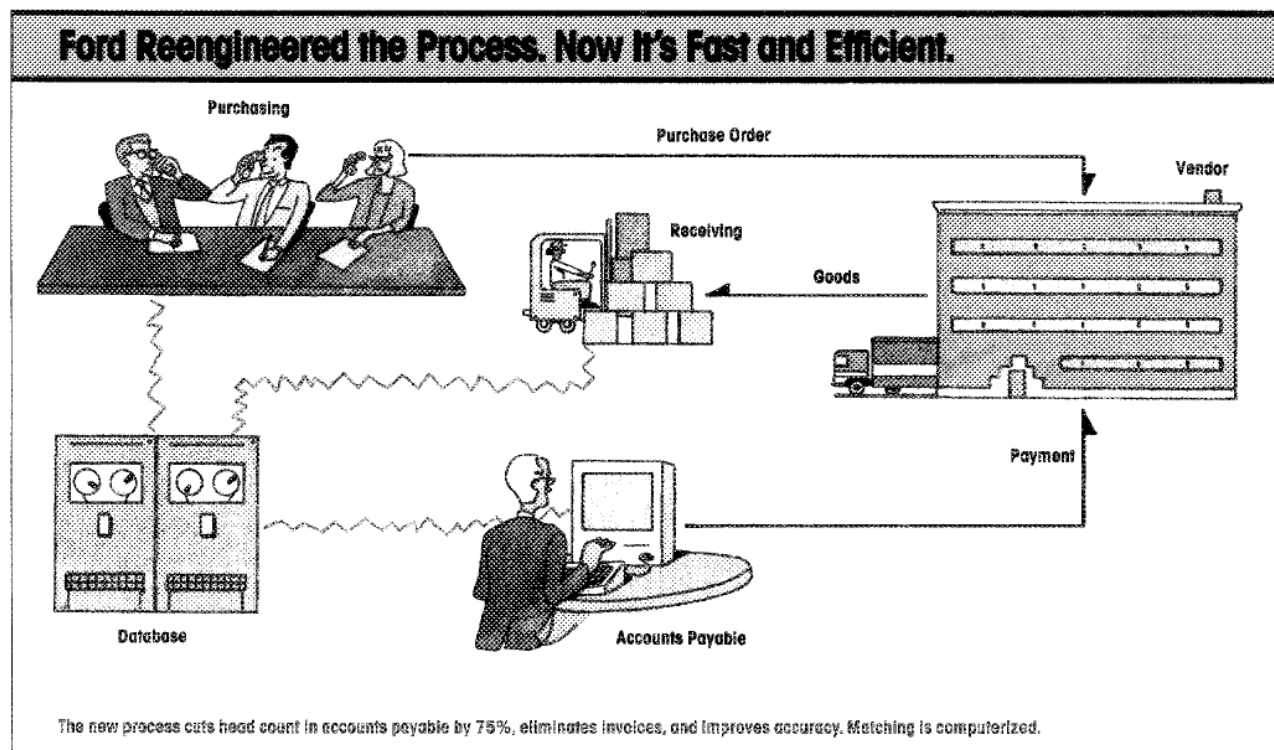 Ford Reengineered the Process. Now It's Fast and Efficient.
Purchasing
Purchase Order
Vendor
Receiving
Goods
Payment
Database
Accounts Payable
The new process cuts head count in accounts payable by 75%, eliminates invoices, and improves accuracy. Matching is computerized.